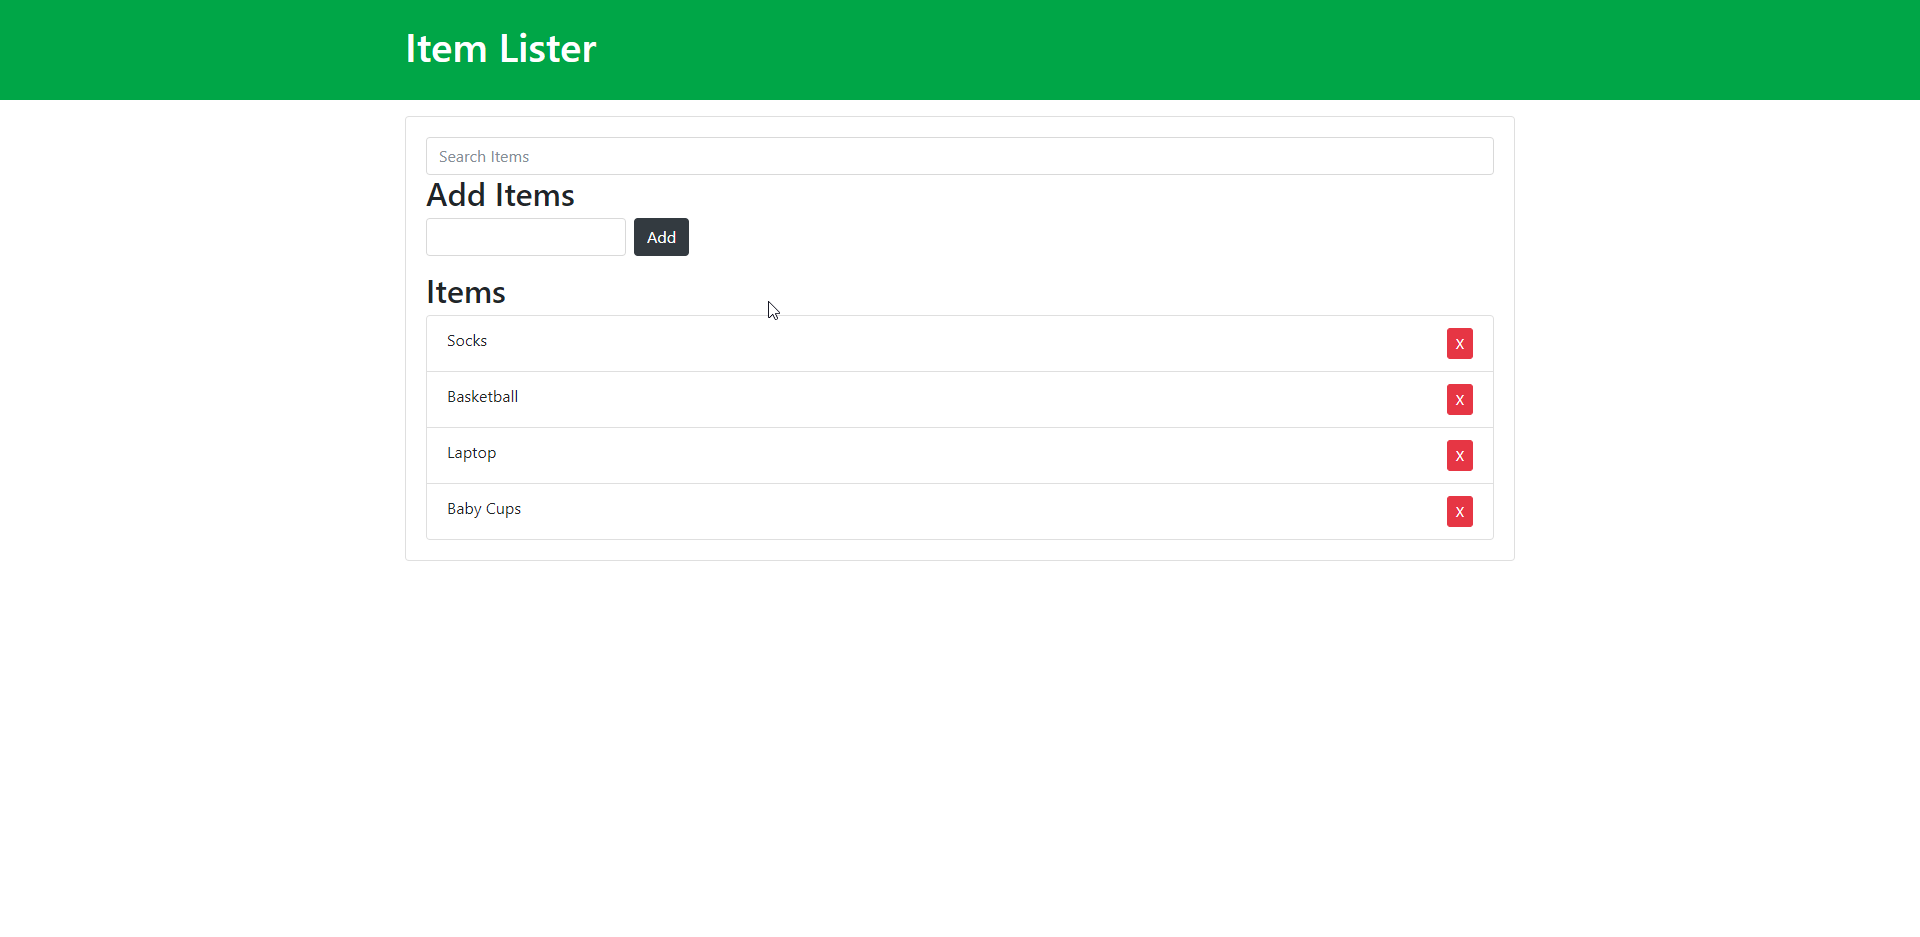 Item Lister
Search Items
Add Items
Add
Items
Socks X
Basketball X
Laptop X
Baby Cups X